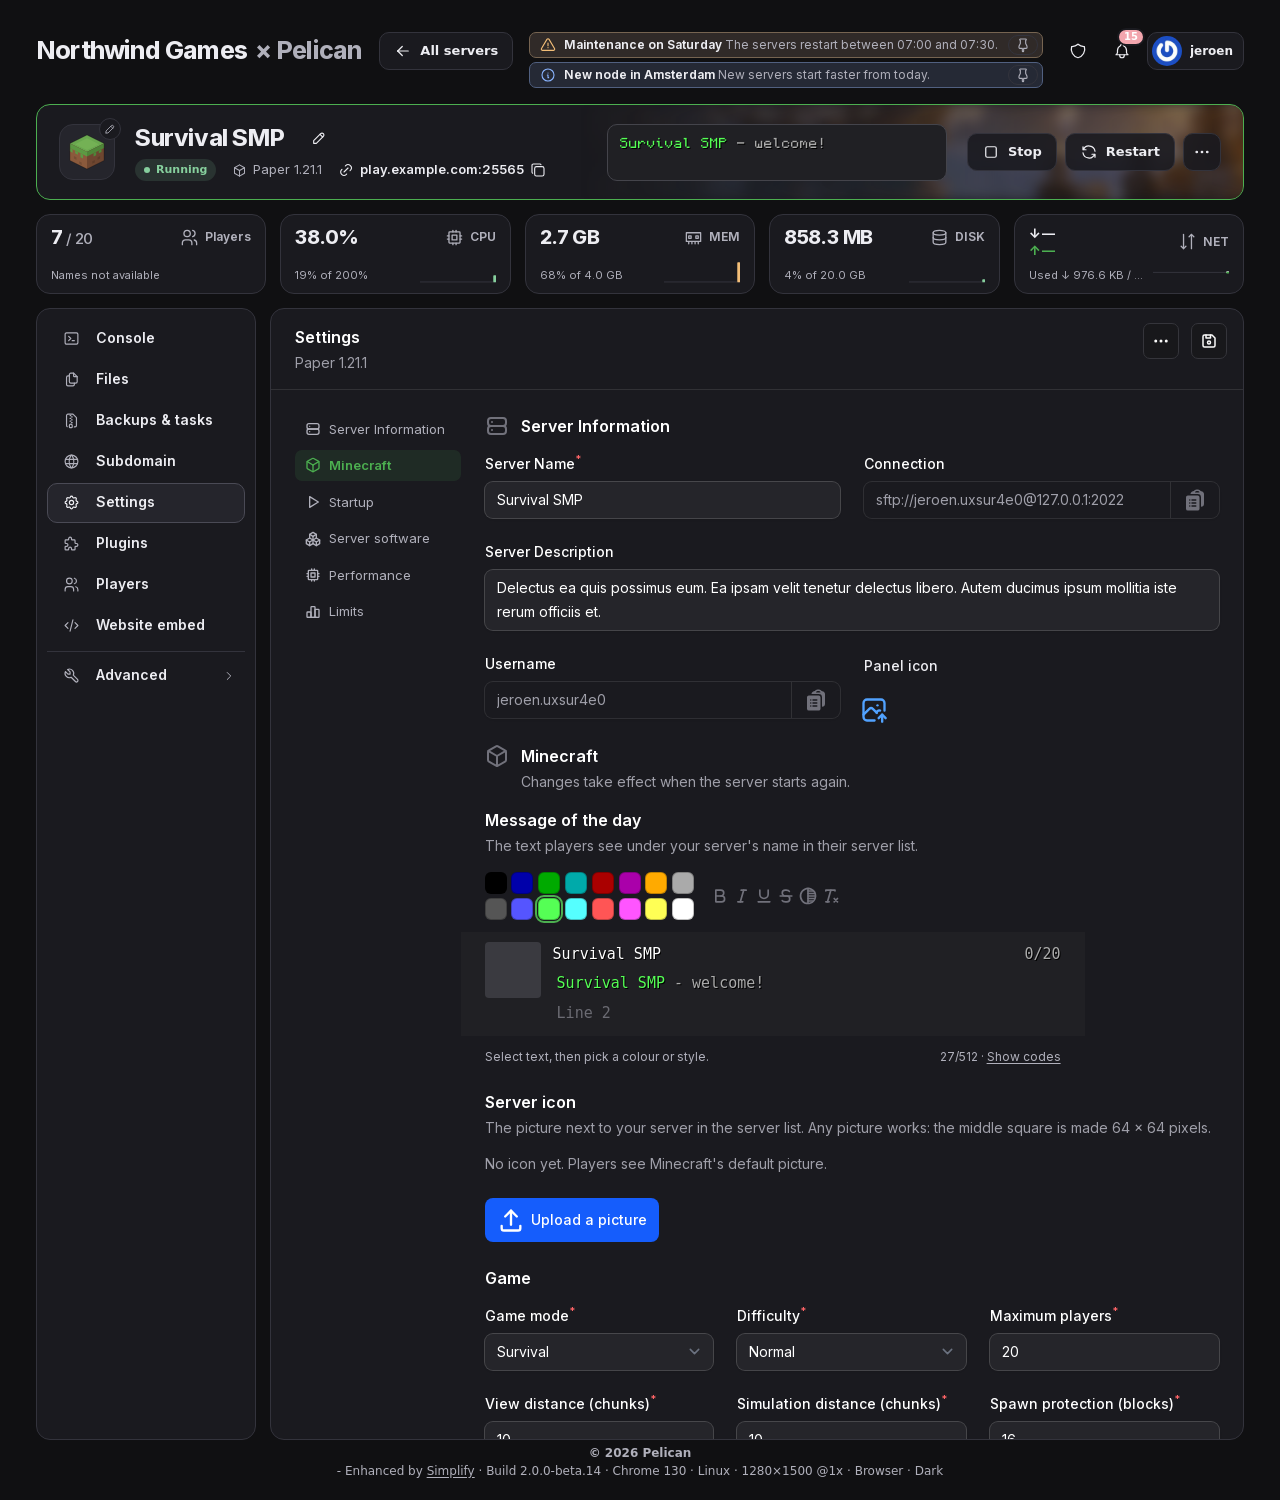 Northwind Games × Pelican
All servers
Maintenance on Saturday The servers restart between 07:00 and 07:30.
New node in Amsterdam New servers start faster from today.
15
jeroen
Survival SMP
Running
Paper 1.21.1
play.example.com:25565
Survival SMP - welcome!
Stop
Restart
7 / 20
Players
Names not available
38.0%
CPU
19% of 200%
2.7 GB
MEM
68% of 4.0 GB
858.3 MB
DISK
4% of 20.0 GB
↓—
↑—
NET
Used ↓ 976.6 KB / ...
Console
Files
Backups & tasks
Subdomain
Settings
Plugins
Players
Website embed
Advanced
Settings
Paper 1.21.1
Server Information
Minecraft
Startup
Server software
Performance
Limits
Server Information
Server Name*
Connection
Survival SMP
sftp://jeroen.uxsur4e0@127.0.0.1:2022
Server Description
Delectus ea quis possimus eum. Ea ipsam velit tenetur delectus libero. Autem ducimus ipsum mollitia iste
rerum officiis et.
Username
Panel icon
jeroen.uxsur4e0
Minecraft
Changes take effect when the server starts again.
Message of the day
The text players see under your server's name in their server list.
B I U S T
Survival SMP
0/20
Survival SMP - welcome!
Line 2
Select text, then pick a colour or style.
27/512 · Show codes
Server icon
The picture next to your server in the server list. Any picture works: the middle square is made 64 × 64 pixels.
No icon yet. Players see Minecraft's default picture.
Upload a picture
Game
Game mode*
Difficulty*
Maximum players*
Survival
Normal
20
View distance (chunks)*
Simulation distance (chunks)*
Spawn protection (blocks)*
10
10
16
© 2026 Pelican
- Enhanced by Simplify · Build 2.0.0-beta.14 · Chrome 130 · Linux · 1280×1500 @1x · Browser · Dark